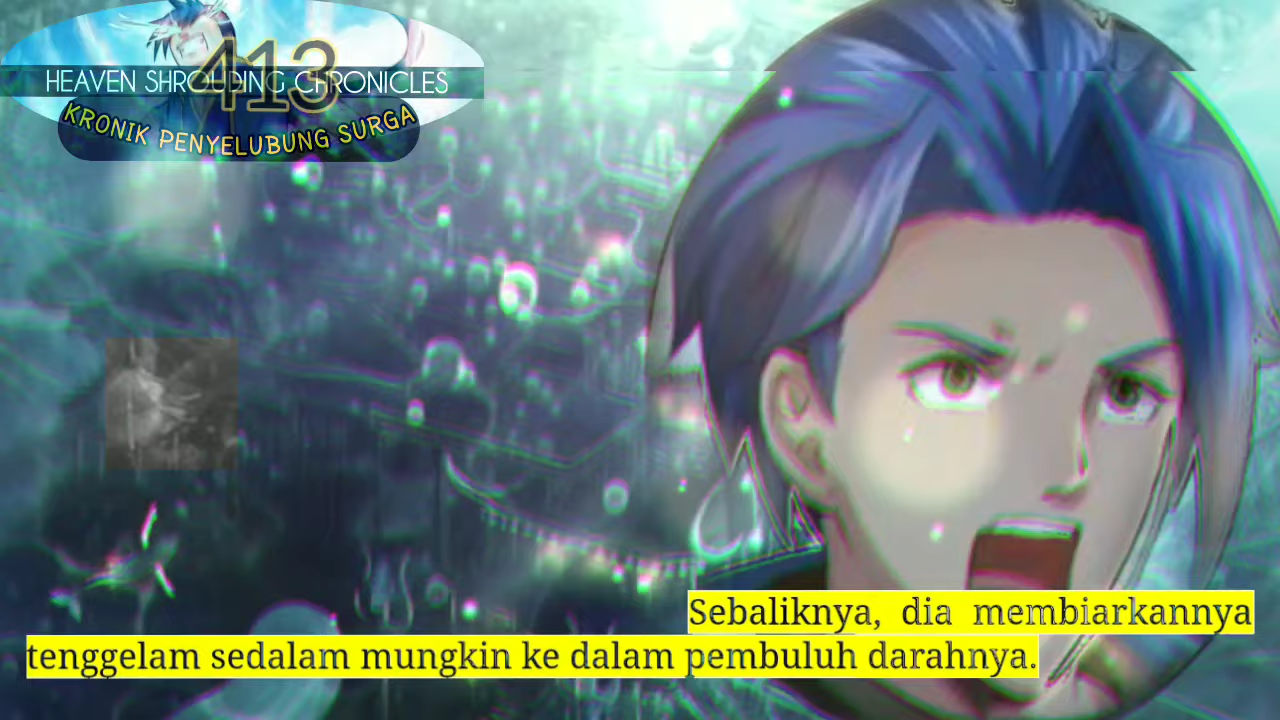 413
HEAVEN SHROUDING CHRONICLES
KRONIK PENYELUBUNG SURGA
Sebaliknya, dia membiarkannya
tenggelam sedalam mungkin ke dalam pembuluh darahnya.